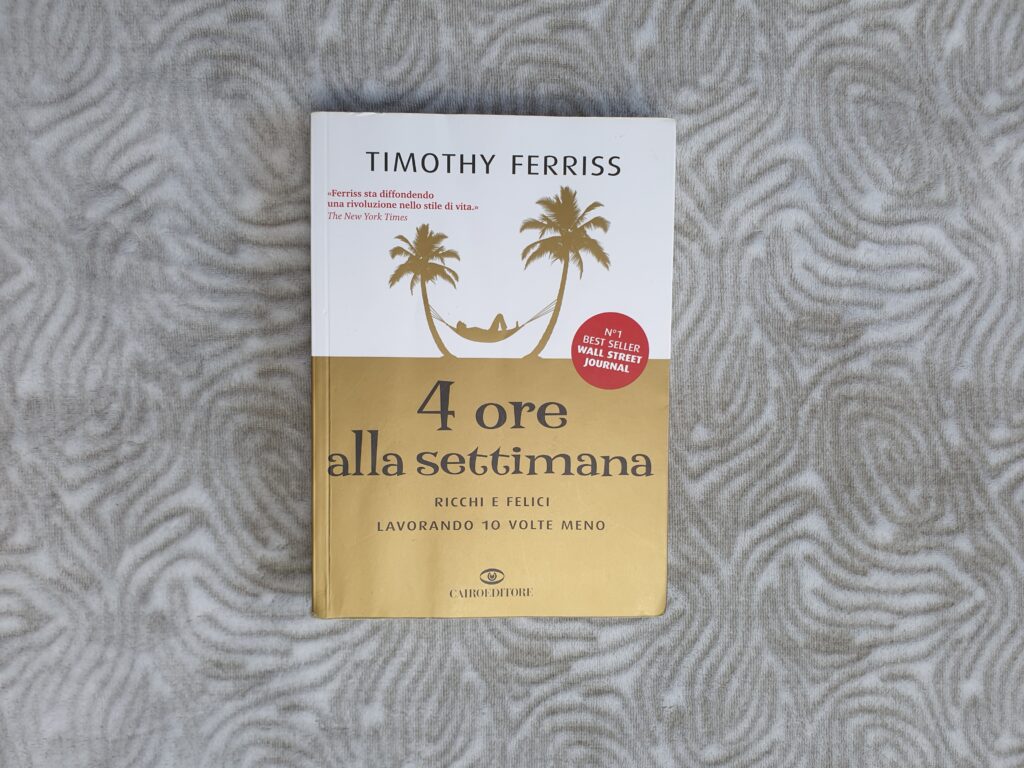 TIMOTHY FERRISS
«Ferriss sta diffondendo
una rivoluzione nello stile di vita.»
The New York Times
N°1
BEST SELLER
WALL STREET
JOURNAL
4 ore
alla settimana
RICCHI E FELICI
LAVORANDO 10 VOLTE MENO
CAIROEDITORE